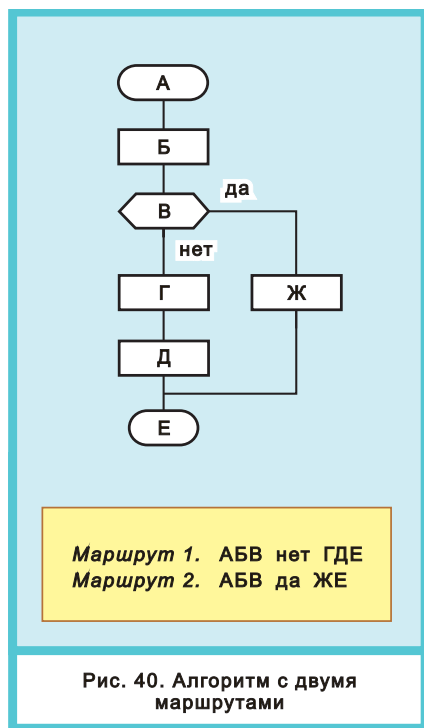 А
Б
В
да
нет
Г
Ж
Д
Е
Маршрут 1. АБВ нет ГДЕ
Маршрут 2. АБВ да ЖЕ
Рис. 40. Алгоритм с двумя
маршрутами